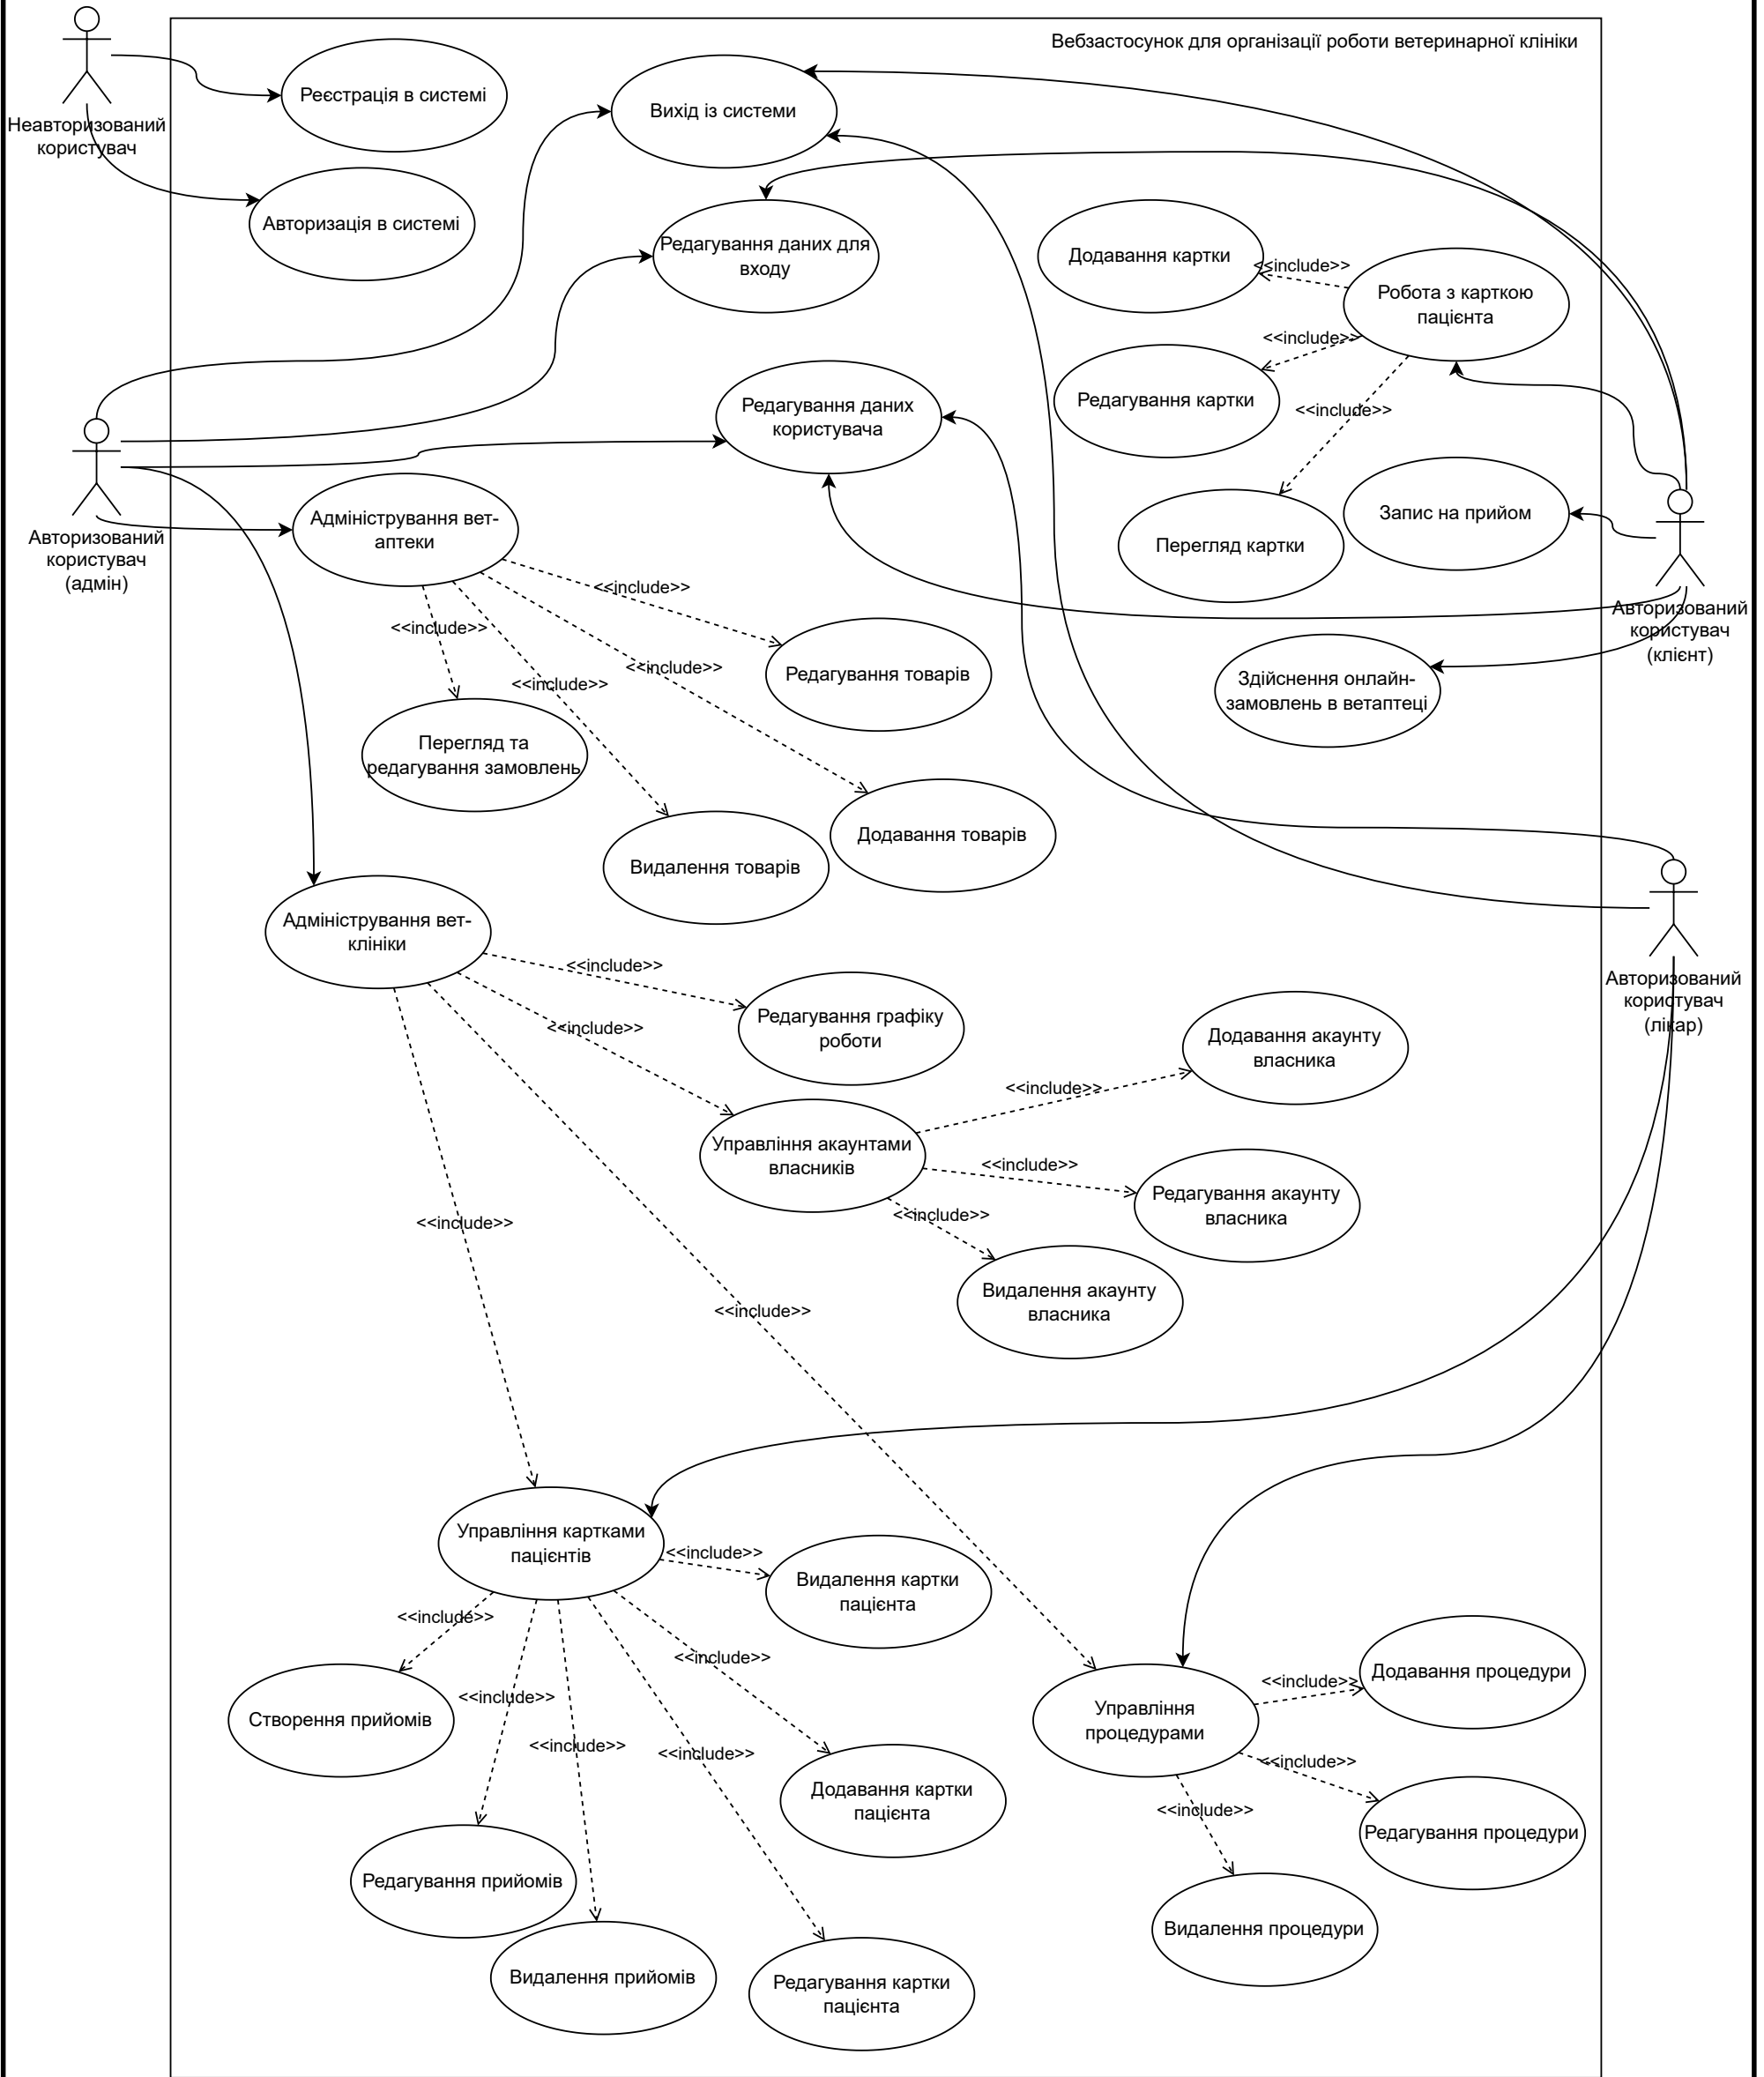 Вебзастосунок для організації роботи ветеринарної клініки
Неавторизований
користувач
Реєстрація в системі
Вихід із системи
Авторизація в системі
Редагування даних для
входу
Додавання картки
<<include>>
Робота з карткою
пацієнта
<<include>>
Редагування картки
<<include>>
Редагування даних
користувача
Перегляд картки
Запис на прийом
Авторизований
користувач
(адмін)
Адміністрування вет-
аптеки
Авторизований
користувач
(клієнт)
<<include>>
<<include>>
<<include>>
<<include>>
Редагування товарів
Здійснення онлайн-
замовлень в ветаптеці
Перегляд та
редагування замовлень
Додавання товарів
Видалення товарів
Адміністрування вет-
клініки
Авторизований
користувач
(лікар)
<<include>>
<<include>>
Редагування графіку
роботи
Додавання акаунту
власника
<<include>>
Управління акаунтами
власників
<<include>>
Редагування акаунту
власника
<<include>>
<<include>>
Видалення акаунту
власника
<<include>>
Управління картками
пацієнтів
<<include>>
Видалення картки
пацієнта
<<include>>
<<include>>
Створення прийомів
<<include>>
<<include>>
<<include>>
Додавання картки
пацієнта
Управління
процедурами
<<include>>
Додавання процедури
<<include>>
<<include>>
Редагування процедури
Редагування прийомів
Видалення процедури
Видалення прийомів
Редагування картки
пацієнта